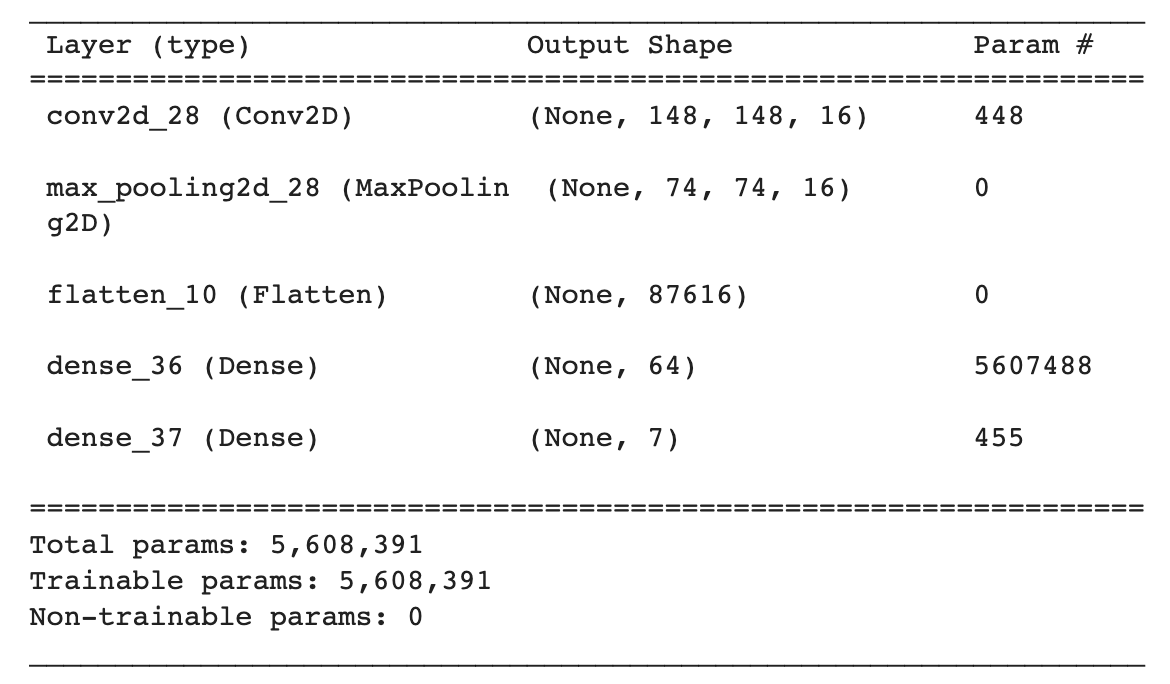 Layer (type) Output Shape Param #
=================================================================
conv2d_28 (Conv2D) (None, 148, 148, 16) 448
max_pooling2d_28 (MaxPoolin (None, 74, 74, 16) 0
g2D)
flatten_10 (Flatten) (None, 87616) 0
dense_36 (Dense) (None, 64) 5607488
dense_37 (Dense) (None, 7) 455
=================================================================
Total params: 5,608,391
Trainable params: 5,608,391
Non-trainable params: 0